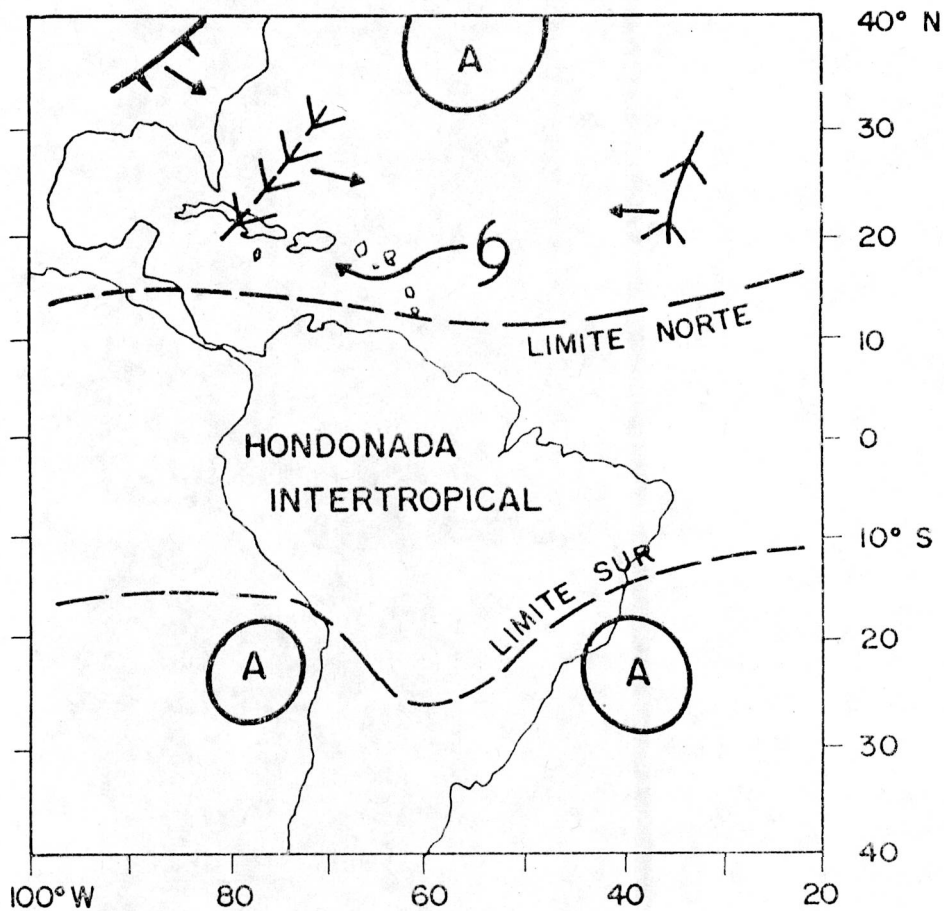 40° N
A
30
20
LIMITE NORTE
10
HONDONADA
INTERTROPICAL
0
10° S
LIMITE SUR
20
A
A
30
40
100° W
80
60
40
20